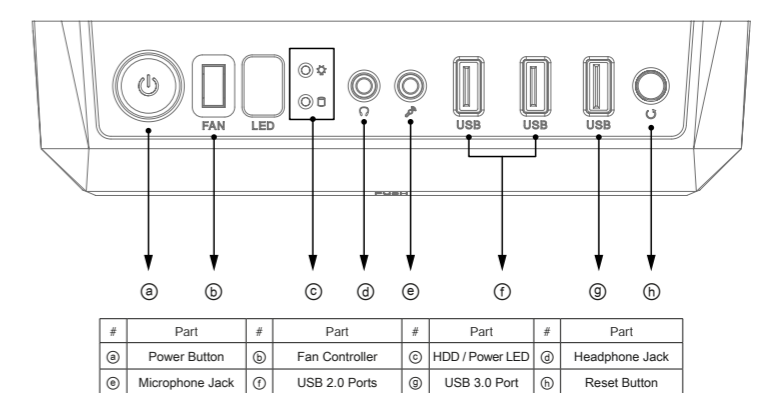 FAN LED USB USB USB
PUSH
ⓐ ⓑ ⓒ ⓓ ⓔ ⓕ ⓖ ⓗ
# Part # Part # Part # Part
ⓐ Power Button ⓑ Fan Controller ⓒ HDD / Power LED ⓓ Headphone Jack
ⓔ Microphone Jack ⓕ USB 2.0 Ports ⓖ USB 3.0 Port ⓗ Reset Button